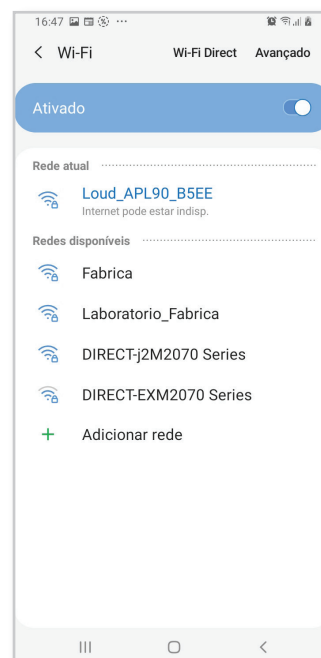 16:47
Wi-Fi Wi-Fi Direct Avançado
Ativado
Rede atual
Loud_APL90_B5EE
Internet pode estar indisp.
Redes disponíveis
Fabrica
Laboratorio_Fabrica
DIRECT-j2M2070 Series
DIRECT-EXM2070 Series
Adicionar rede